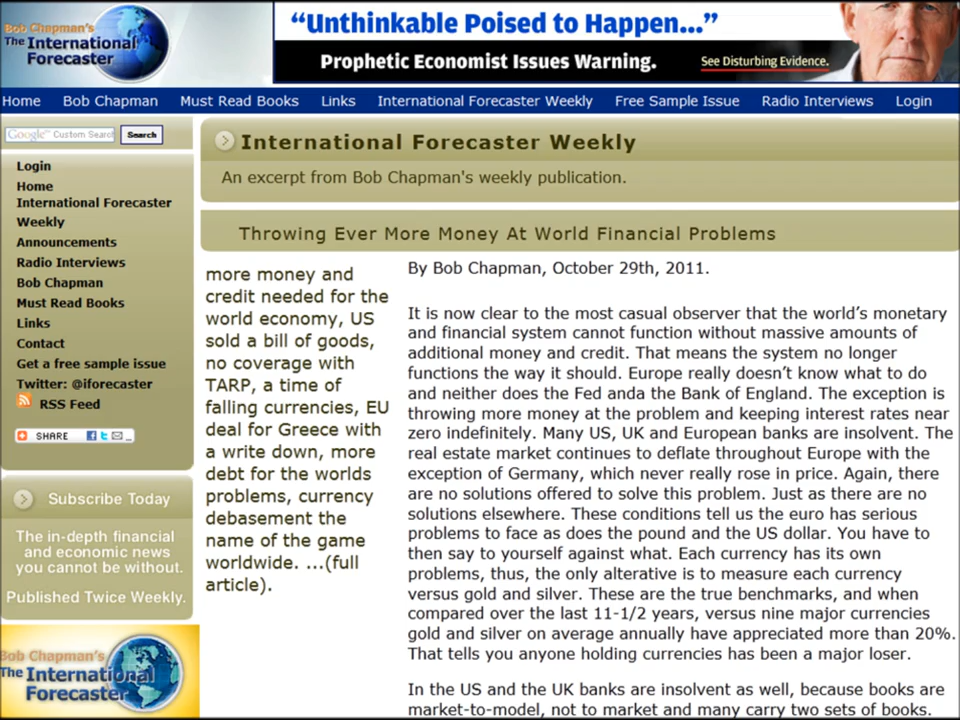 Bob Chapman's
The International
Forecaster
“Unthinkable Poised to Happen...”
Prophetic Economist Issues Warning.
See Disturbing Evidence.
Home Bob Chapman Must Read Books Links International Forecaster Weekly Free Sample Issue Radio Interviews Login
Google™ Custom Search Search
Login
Home
International Forecaster
Weekly
Announcements
Radio Interviews
Bob Chapman
Must Read Books
Links
Contact
Get a free sample issue
Twitter: @iforecaster
RSS Feed
SHARE
Subscribe Today
The in-depth financial
and economic news
you cannot be without.
Published Twice Weekly.
Bob Chapman's
The International
Forecaster
International Forecaster Weekly
An excerpt from Bob Chapman's weekly publication.
Throwing Ever More Money At World Financial Problems
more money and
credit needed for the
world economy, US
sold a bill of goods,
no coverage with
TARP, a time of
falling currencies, EU
deal for Greece with
a write down, more
debt for the worlds
problems, currency
debasement the
name of the game
worldwide. ...(full
article).
By Bob Chapman, October 29th, 2011.
It is now clear to the most casual observer that the world’s monetary
and financial system cannot function without massive amounts of
additional money and credit. That means the system no longer
functions the way it should. Europe really doesn’t know what to do
and neither does the Fed anda the Bank of England. The exception is
throwing more money at the problem and keeping interest rates near
zero indefinitely. Many US, UK and European banks are insolvent. The
real estate market continues to deflate throughout Europe with the
exception of Germany, which never really rose in price. Again, there
are no solutions offered to solve this problem. Just as there are no
solutions elsewhere. These conditions tell us the euro has serious
problems to face as does the pound and the US dollar. You have to
then say to yourself against what. Each currency has its own
problems, thus, the only alterative is to measure each currency
versus gold and silver. These are the true benchmarks, and when
compared over the last 11-1/2 years, versus nine major currencies
gold and silver on average annually have appreciated more than 20%.
That tells you anyone holding currencies has been a major loser.
In the US and the UK banks are insolvent as well, because books are
market-to-model, not to market and many carry two sets of books.